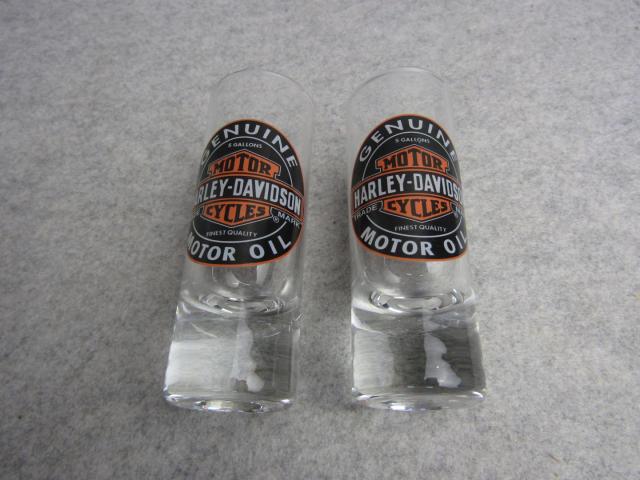 GENUINE
5 GALLONS
MOTOR
HARLEY-DAVIDSON
CYCLES
® MARK
FINEST QUALITY
MOTOR OIL
GENUINE
5 GALLONS
MOTOR
HARLEY-DAVIDSON
TRADE
CYCLES
FINEST QUALITY
MOTOR OIL